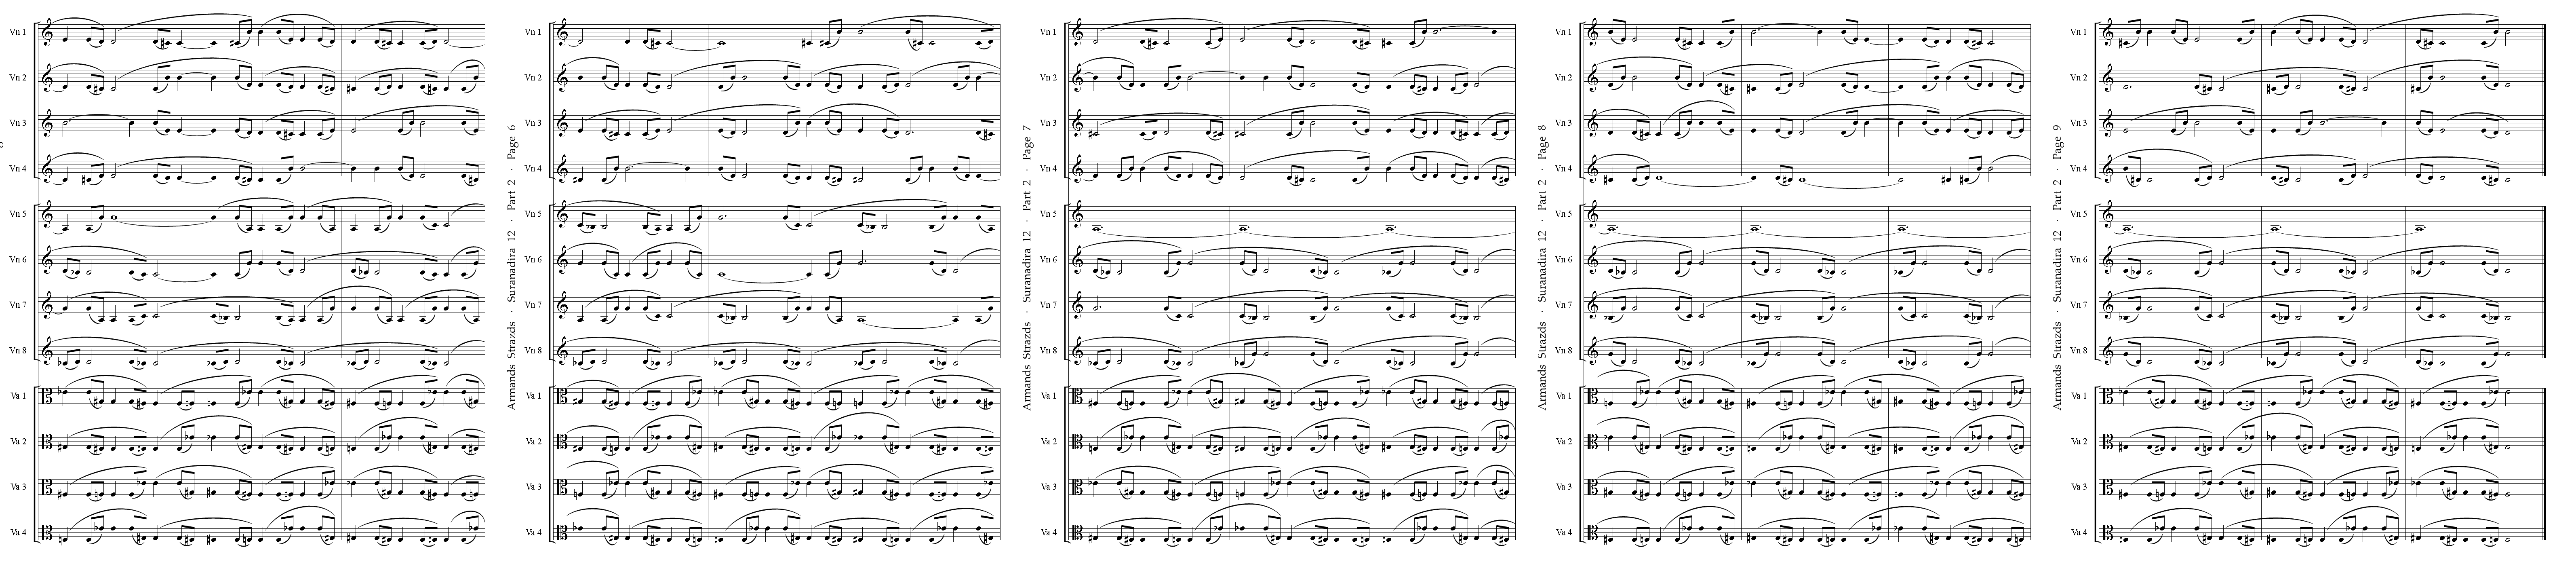 Vn 1
Vn 2
Vn 3
Vn 4
Vn 5
Vn 6
Vn 7
Vn 8
Va 1
Va 2
Va 3
Va 4
Armands Strazds · Suranadira 12 · Part 2 · Page 6
Vn 1
Vn 2
Vn 3
Vn 4
Vn 5
Vn 6
Vn 7
Vn 8
Va 1
Va 2
Va 3
Va 4
Armands Strazds · Suranadira 12 · Part 2 · Page 7
Vn 1
Vn 2
Vn 3
Vn 4
Vn 5
Vn 6
Vn 7
Vn 8
Va 1
Va 2
Va 3
Va 4
Armands Strazds · Suranadira 12 · Part 2 · Page 8
Vn 1
Vn 2
Vn 3
Vn 4
Vn 5
Vn 6
Vn 7
Vn 8
Va 1
Va 2
Va 3
Va 4
Armands Strazds · Suranadira 12 · Part 2 · Page 9
Vn 1
Vn 2
Vn 3
Vn 4
Vn 5
Vn 6
Vn 7
Vn 8
Va 1
Va 2
Va 3
Va 4